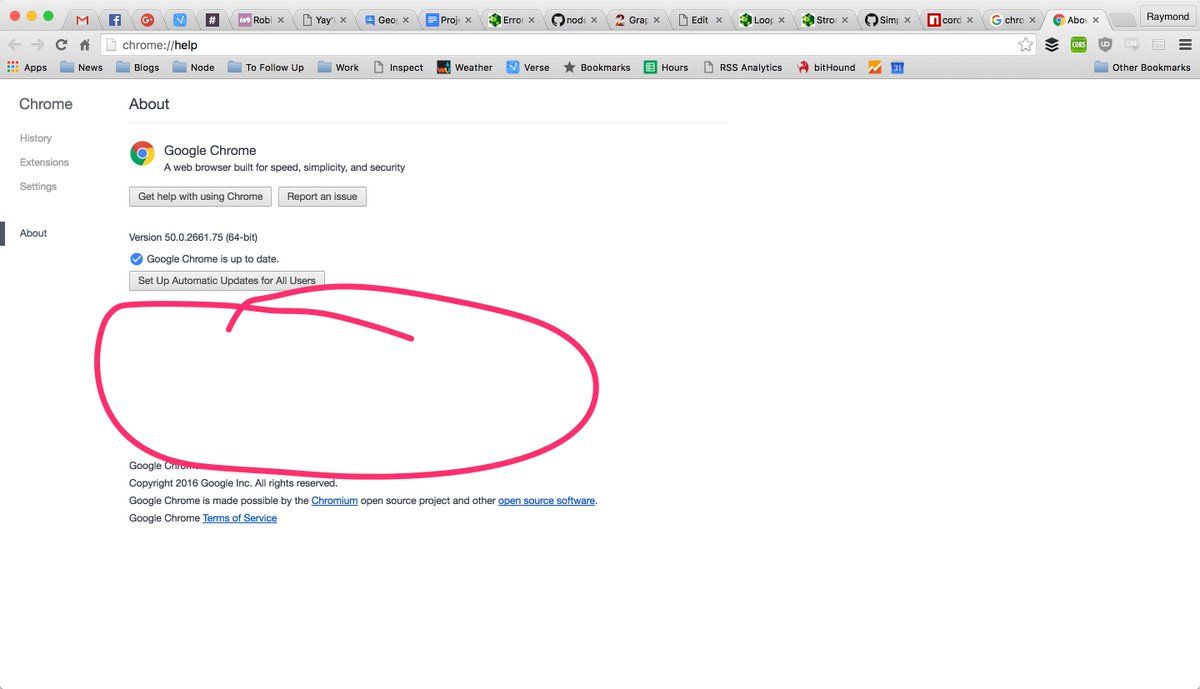 Robi Yay' Geo Proj Erro node Grap Edit Loop Stro Simp cord chro Abou Raymond
chrome://help
Apps News Blogs Node To Follow Up Work Inspect Weather Verse Bookmarks Hours RSS Analytics bitHound 31 Other Bookmarks
Chrome
About
History
Extensions
Settings
About
Google Chrome
A web browser built for speed, simplicity, and security
Get help with using Chrome Report an issue
Version 50.0.2661.75 (64-bit)
Google Chrome is up to date.
Set Up Automatic Updates for All Users
Google Chrome
Copyright 2016 Google Inc. All rights reserved.
Google Chrome is made possible by the Chromium open source project and other open source software.
Google Chrome Terms of Service